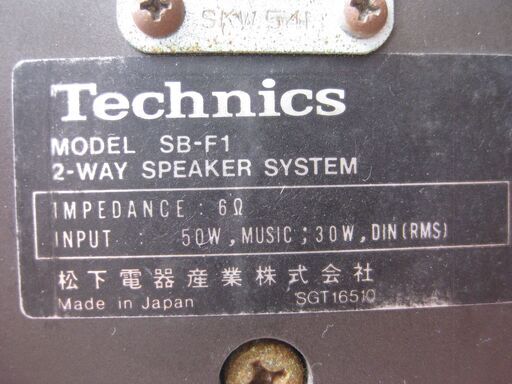 SKW54I
Technics
MODEL SB-F1
2-WAY SPEAKER SYSTEM
IMPEDANCE : 6Ω
INPUT : 50W, MUSIC ; 30W, DIN(RMS)
松下電器産業株式会社
Made in Japan SGT16510